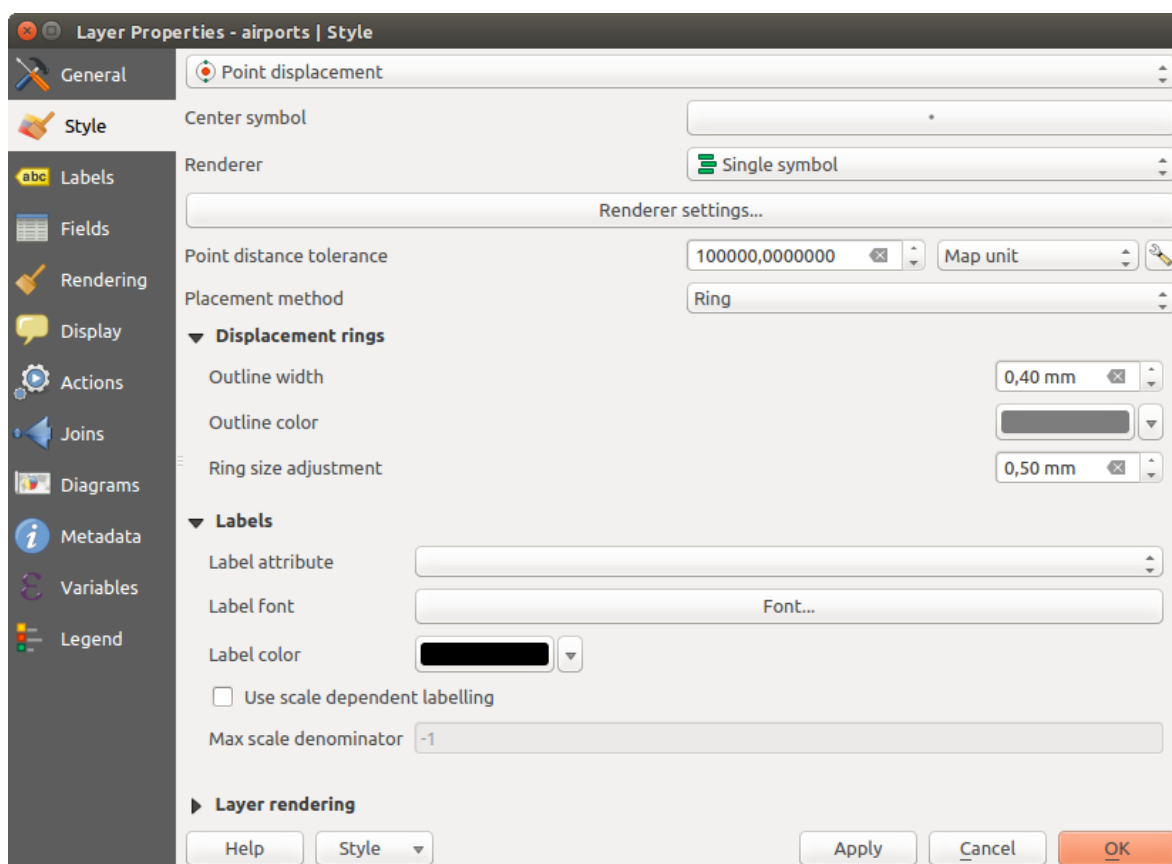 Layer Properties - airports | Style
General
Style
Labels
Fields
Rendering
Display
Actions
Joins
Diagrams
Metadata
Variables
Legend
Point displacement
Center symbol
Renderer
Single symbol
Renderer settings...
Point distance tolerance
100000,0000000
Map unit
Placement method
Ring
Displacement rings
Outline width
0,40 mm
Outline color
Ring size adjustment
0,50 mm
Labels
Label attribute
Label font
Font...
Label color
Use scale dependent labelling
Max scale denominator
-1
Layer rendering
Help
Style
Apply
Cancel
OK
abc